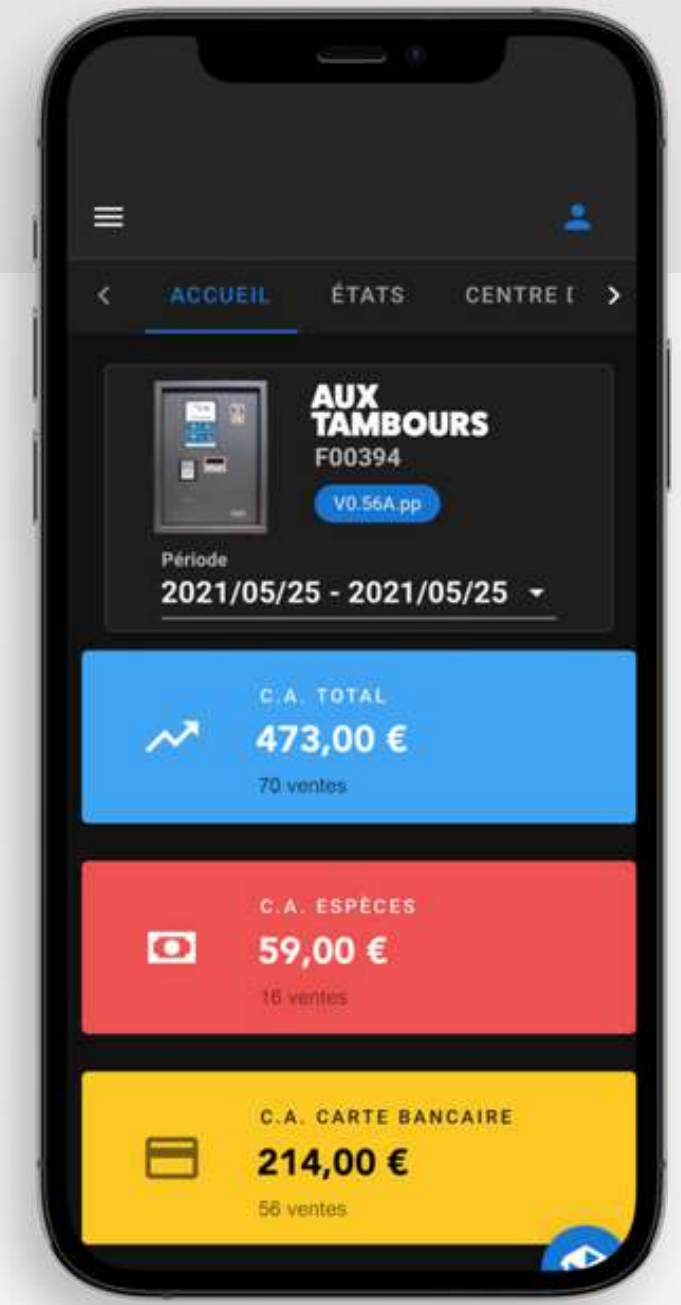 ACCUEIL
ÉTATS
CENTRE D
AUX
TAMBOURS
F00394
V0.56A.pp
Période
2021/05/25 - 2021/05/25
C.A. TOTAL
473,00 €
70 ventes
C.A. ESPÈCES
59,00 €
16 ventes
C.A. CARTE BANCAIRE
214,00 €
56 ventes